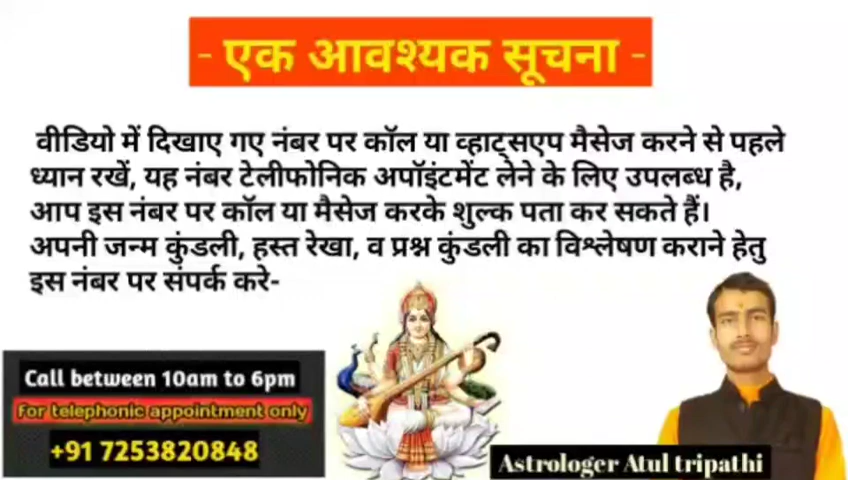 - एक आवश्यक सूचना -
वीडियो में दिखाए गए नंबर पर कॉल या व्हाट्सएप मैसेज करने से पहले
ध्यान रखें, यह नंबर टेलीफोनिक अपॉइंटमेंट लेने के लिए उपलब्ध है,
आप इस नंबर पर कॉल या मैसेज करके शुल्क पता कर सकते हैं।
अपनी जन्म कुंडली, हस्त रेखा, व प्रश्न कुंडली का विश्लेषण कराने हेतु
इस नंबर पर संपर्क करे-
Call between 10am to 6pm
For telephonic appointment only
+91 7253820848
Astrologer Atul tripathi